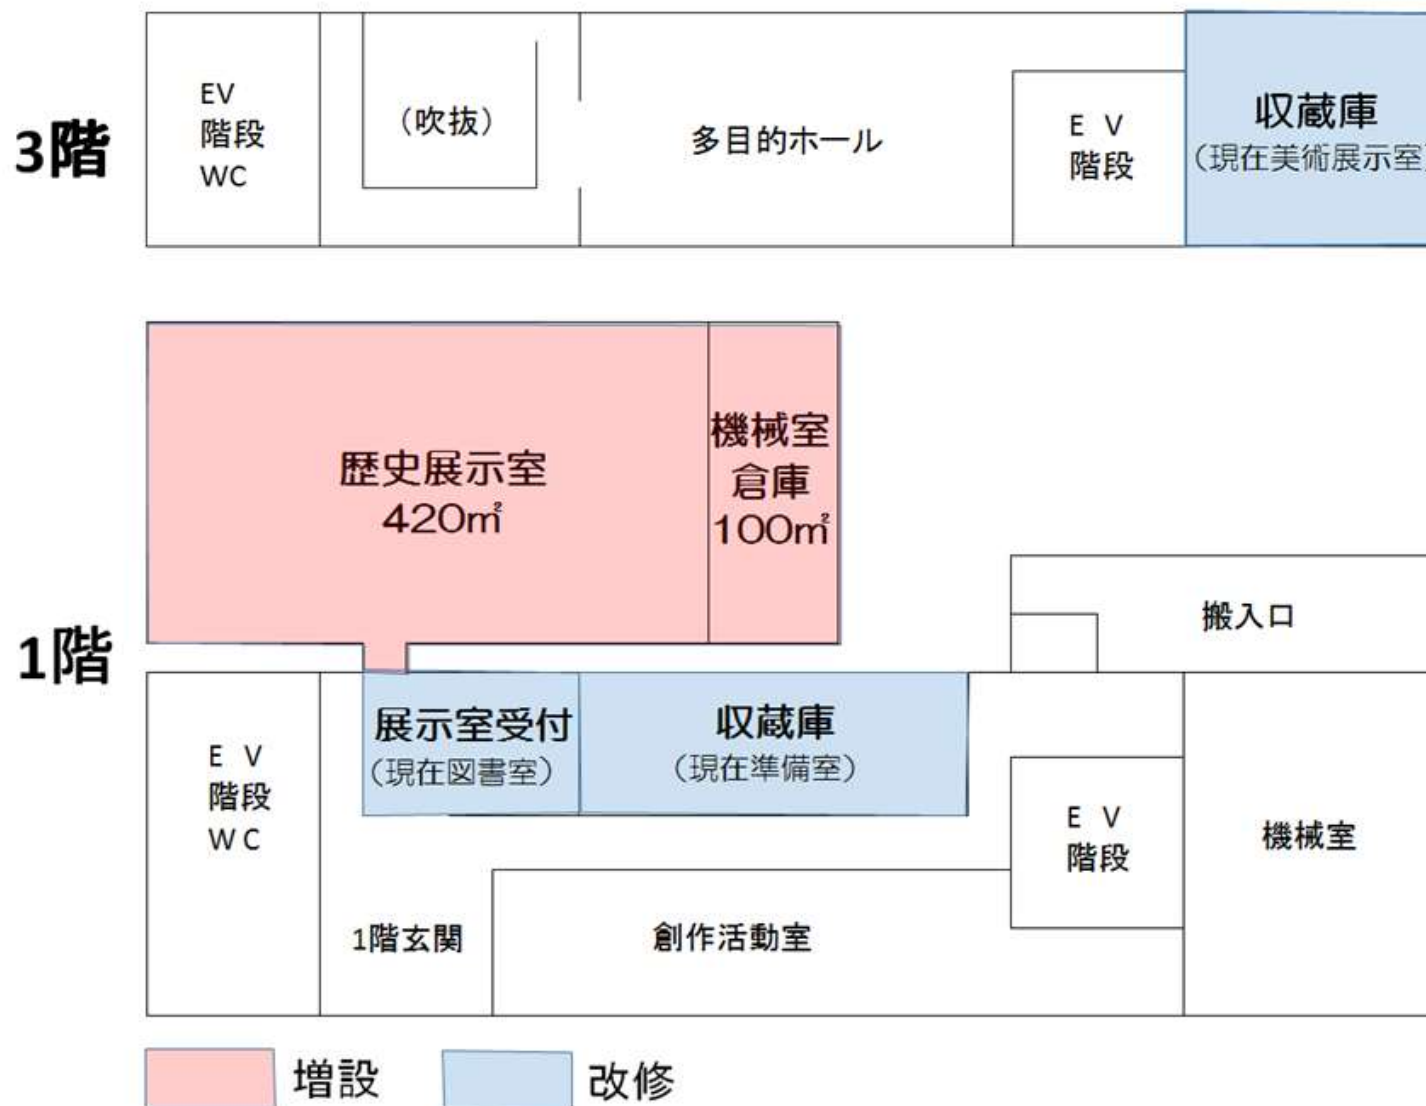 3階
EV
階段
WC
（吹抜）
多目的ホール
E V
階段
収蔵庫
（現在美術展示室）
1階
歴史展示室
420㎡
機械室
倉庫
100㎡
搬入口
E V
階段
W C
展示室受付
（現在図書室）
収蔵庫
（現在準備室）
E V
階段
機械室
1階玄関
創作活動室
増設
改修